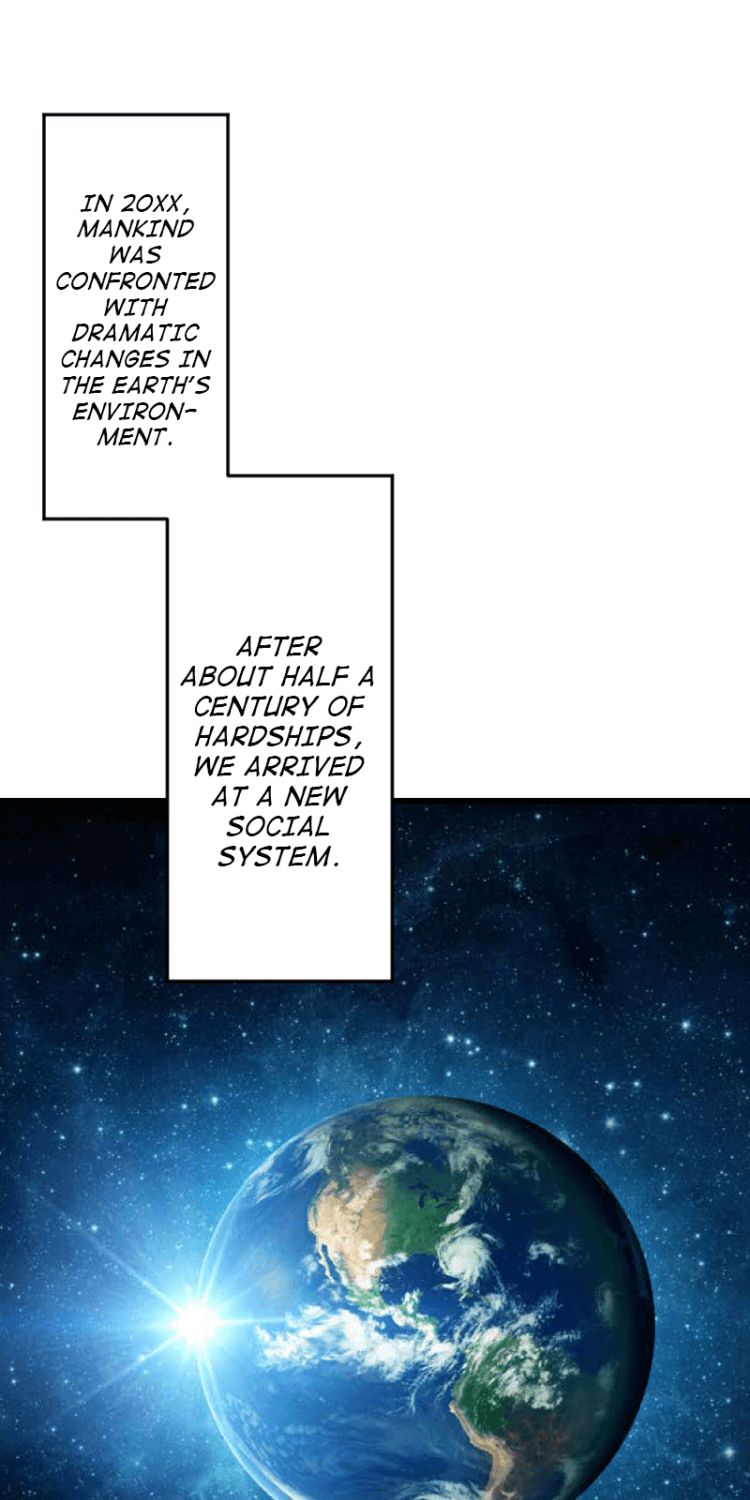 IN 20XX,
MANKIND
WAS
CONFRONTED
WITH
DRAMATIC
CHANGES IN
THE EARTH'S
ENVIRON-
MENT.
AFTER
ABOUT HALF A
CENTURY OF
HARDSHIPS,
WE ARRIVED
AT A NEW
SOCIAL
SYSTEM.